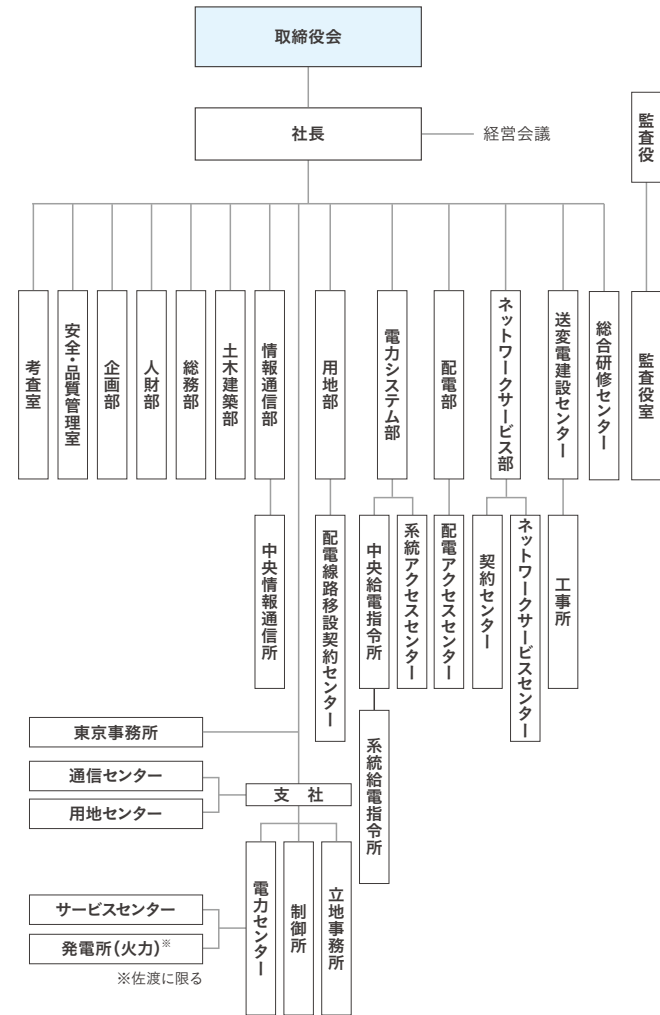 取締役会
社長
経営会議
監査役
考査室
安全・品質管理室
企画部
人財部
総務部
土木建築部
情報通信部
用地部
電力システム部
配電部
ネットワークサービス部
送変電建設センター
総合研修センター
監査役室
中央情報通信所
配電線路移設契約センター
中央給電指令所
系統アクセスセンター
配電アクセスセンター
契約センター
ネットワークサービスセンター
工事所
系統給電指令所
東京事務所
通信センター
用地センター
支 社
電力センター
制御所
立地事務所
サービスセンター
発電所(火力)※
※佐渡に限る